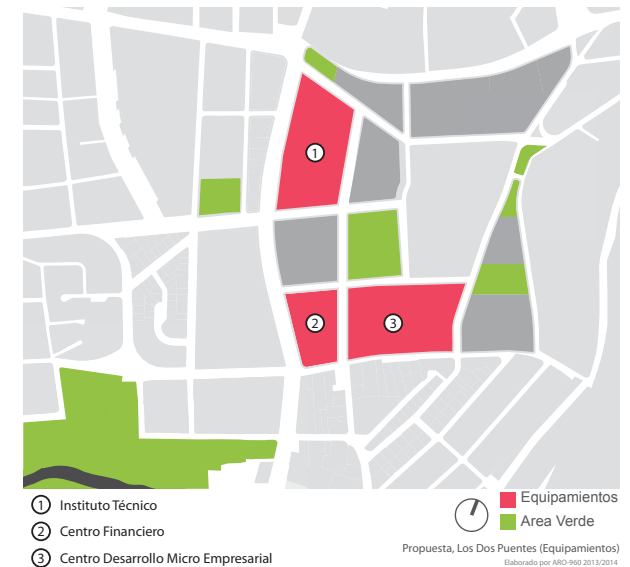 1
2
3
1 Instituto Técnico
2 Centro Financiero
3 Centro Desarrollo Micro Empresarial
Equipamientos
Area Verde
Propuesta, Los Dos Puentes (Equipamientos)
Elaborado por ARO-960 2013/2014